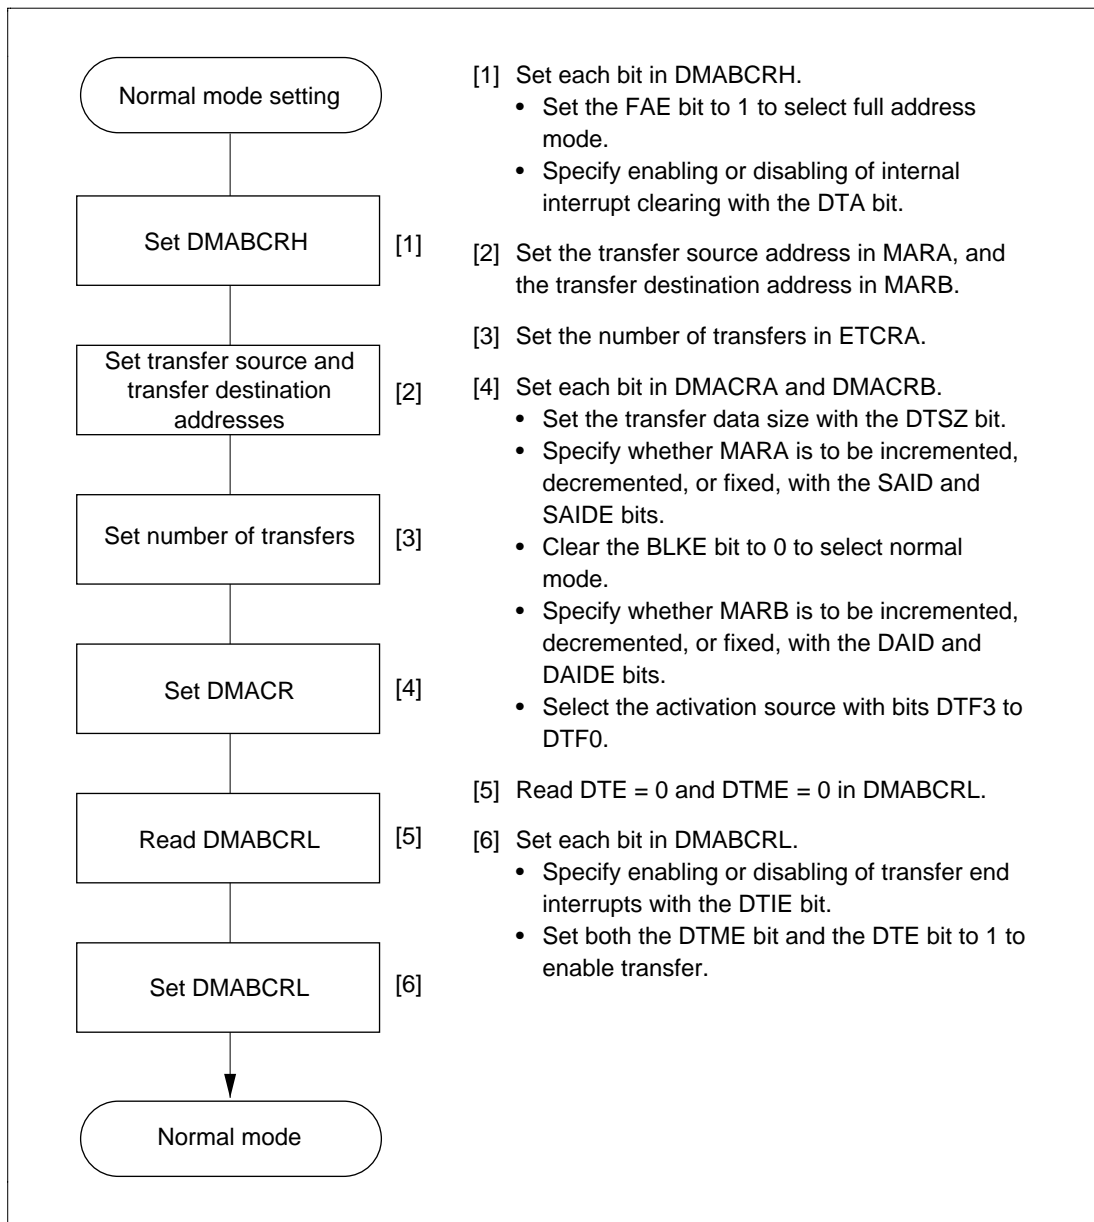 Normal mode setting
Set DMABCRH
[1]
Set transfer source and
transfer destination
addresses
[2]
Set number of transfers
[3]
Set DMACR
[4]
Read DMABCRL
[5]
Set DMABCRL
[6]
Normal mode
[1] Set each bit in DMABCRH.
• Set the FAE bit to 1 to select full address
mode.
• Specify enabling or disabling of internal
interrupt clearing with the DTA bit.
[2] Set the transfer source address in MARA, and
the transfer destination address in MARB.
[3] Set the number of transfers in ETCRA.
[4] Set each bit in DMACRA and DMACRB.
• Set the transfer data size with the DTSZ bit.
• Specify whether MARA is to be incremented,
decremented, or fixed, with the SAID and
SAIDE bits.
• Clear the BLKE bit to 0 to select normal
mode.
• Specify whether MARB is to be incremented,
decremented, or fixed, with the DAID and
DAIDE bits.
• Select the activation source with bits DTF3 to
DTF0.
[5] Read DTE = 0 and DTME = 0 in DMABCRL.
[6] Set each bit in DMABCRL.
• Specify enabling or disabling of transfer end
interrupts with the DTIE bit.
• Set both the DTME bit and the DTE bit to 1 to
enable transfer.